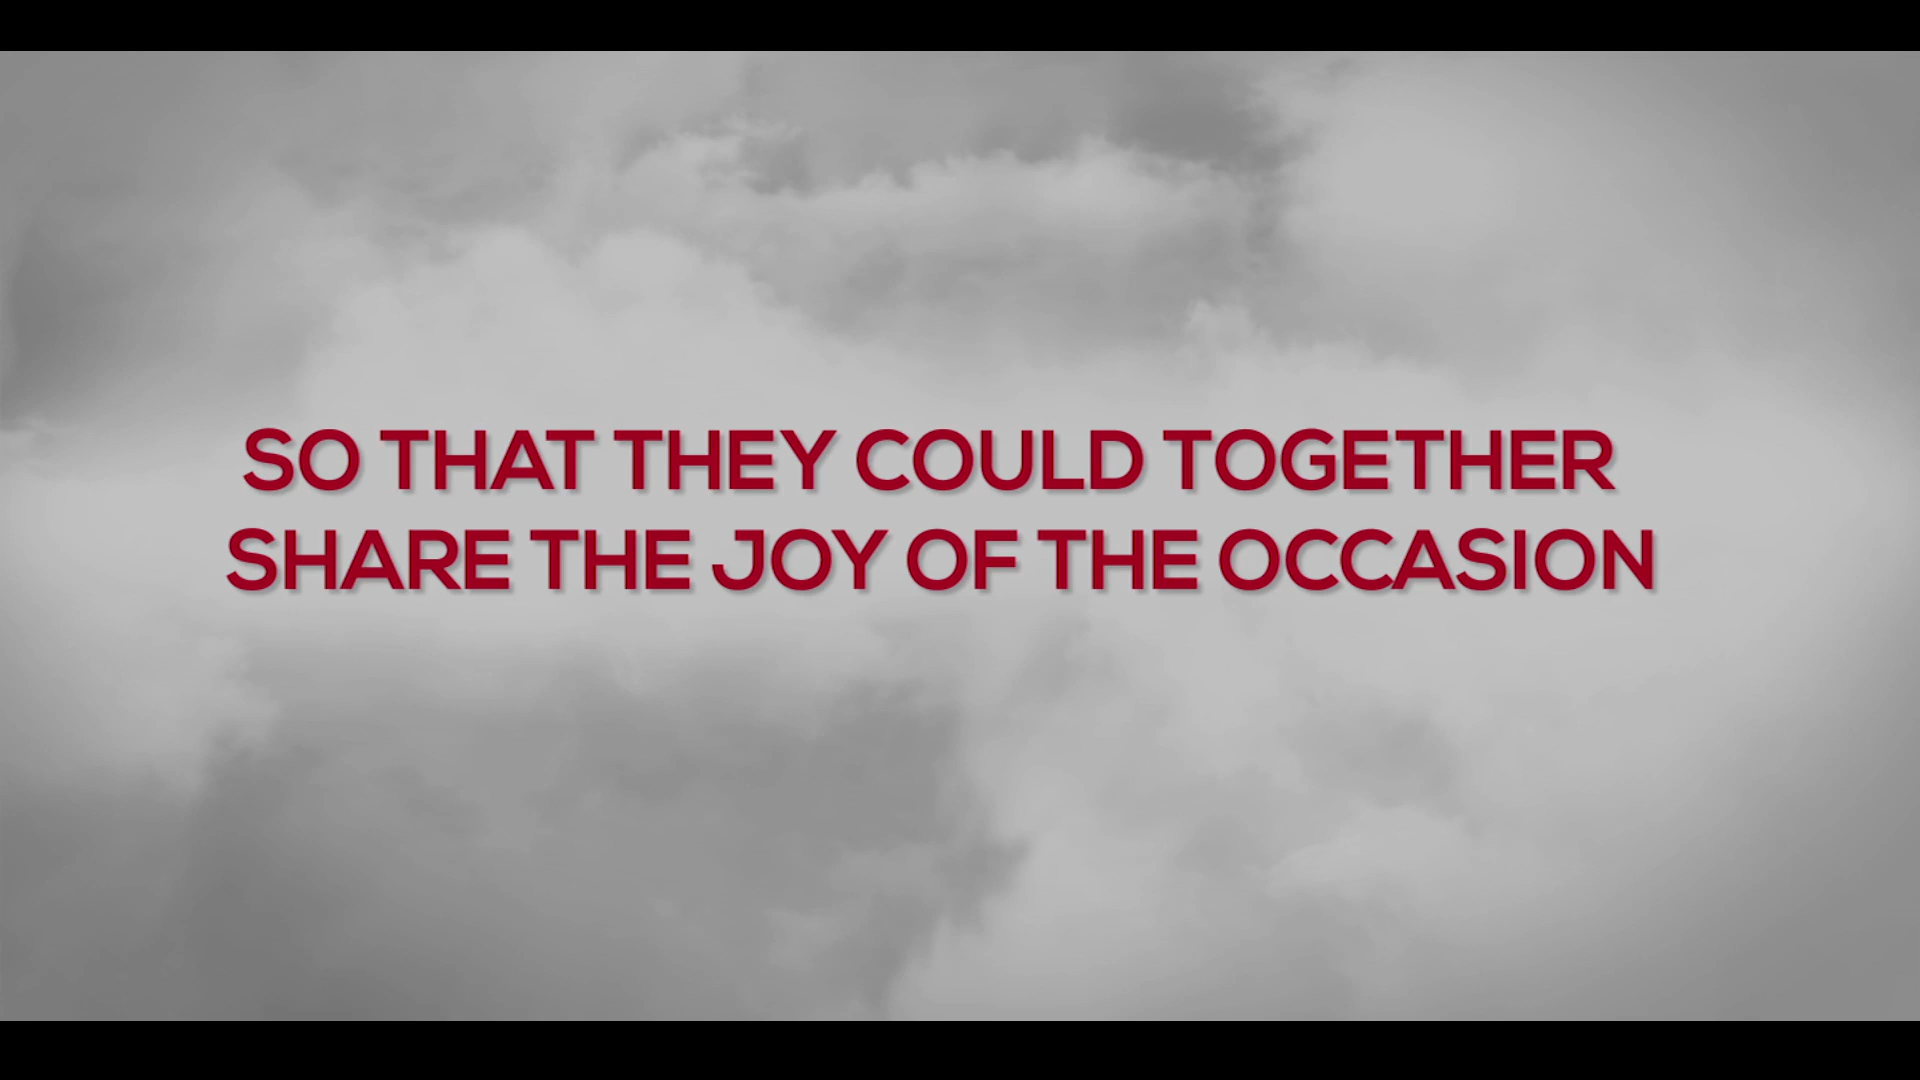 SO THAT THEY COULD TOGETHER
SHARE THE JOY OF THE OCCASION